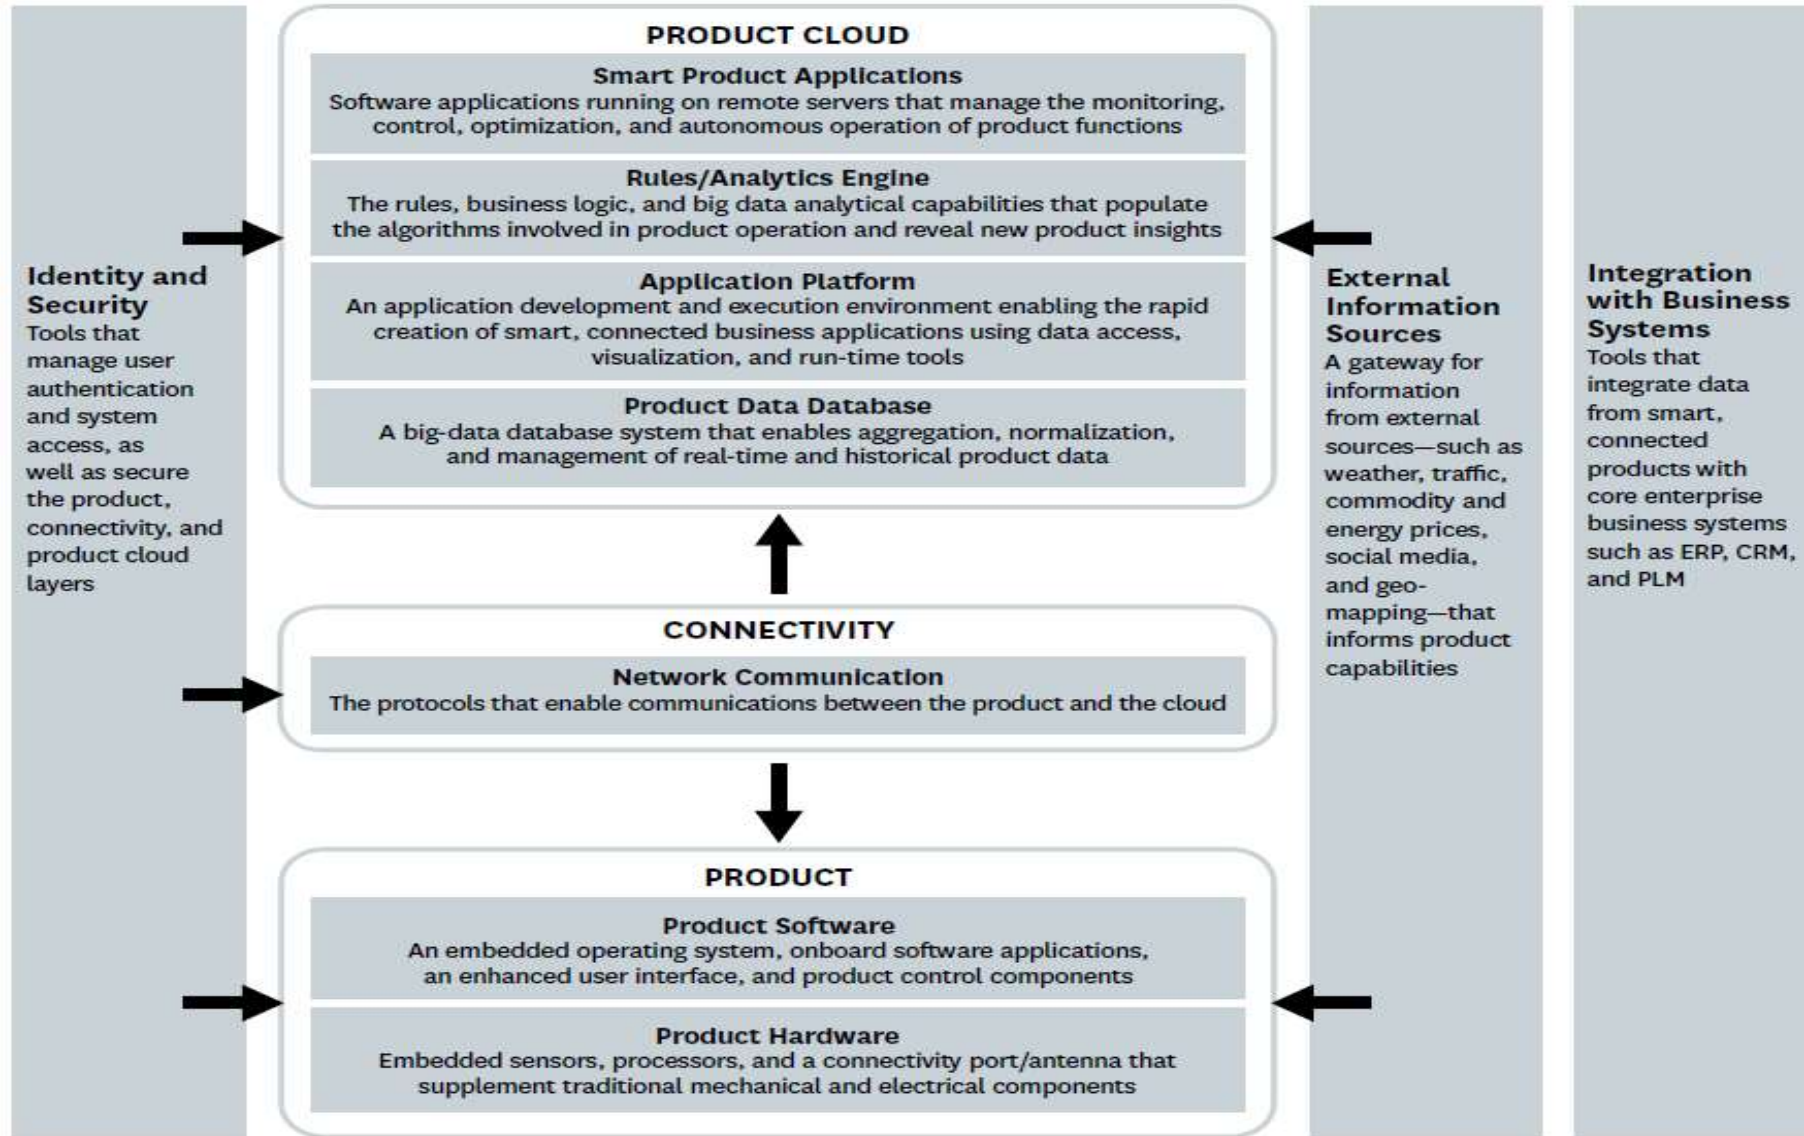 PRODUCT CLOUD
Smart Product Applications
Software applications running on remote servers that manage the monitoring,
control, optimization, and autonomous operation of product functions
Rules/Analytics Engine
The rules, business logic, and big data analytical capabilities that populate
the algorithms involved in product operation and reveal new product insights
Application Platform
An application development and execution environment enabling the rapid
creation of smart, connected business applications using data access,
visualization, and run-time tools
Product Data Database
A big-data database system that enables aggregation, normalization,
and management of real-time and historical product data
CONNECTIVITY
Network Communication
The protocols that enable communications between the product and the cloud
PRODUCT
Product Software
An embedded operating system, onboard software applications,
an enhanced user interface, and product control components
Product Hardware
Embedded sensors, processors, and a connectivity port/antenna that
supplement traditional mechanical and electrical components
Identity and
Security
Tools that
manage user
authentication
and system
access, as
well as secure
the product,
connectivity, and
product cloud
layers
External
Information
Sources
A gateway for
information
from external
sources—such as
weather, traffic,
commodity and
energy prices,
social media,
and geo-
mapping—that
informs product
capabilities
Integration
with Business
Systems
Tools that
integrate data
from smart,
connected
products with
core enterprise
business systems
such as ERP, CRM,
and PLM